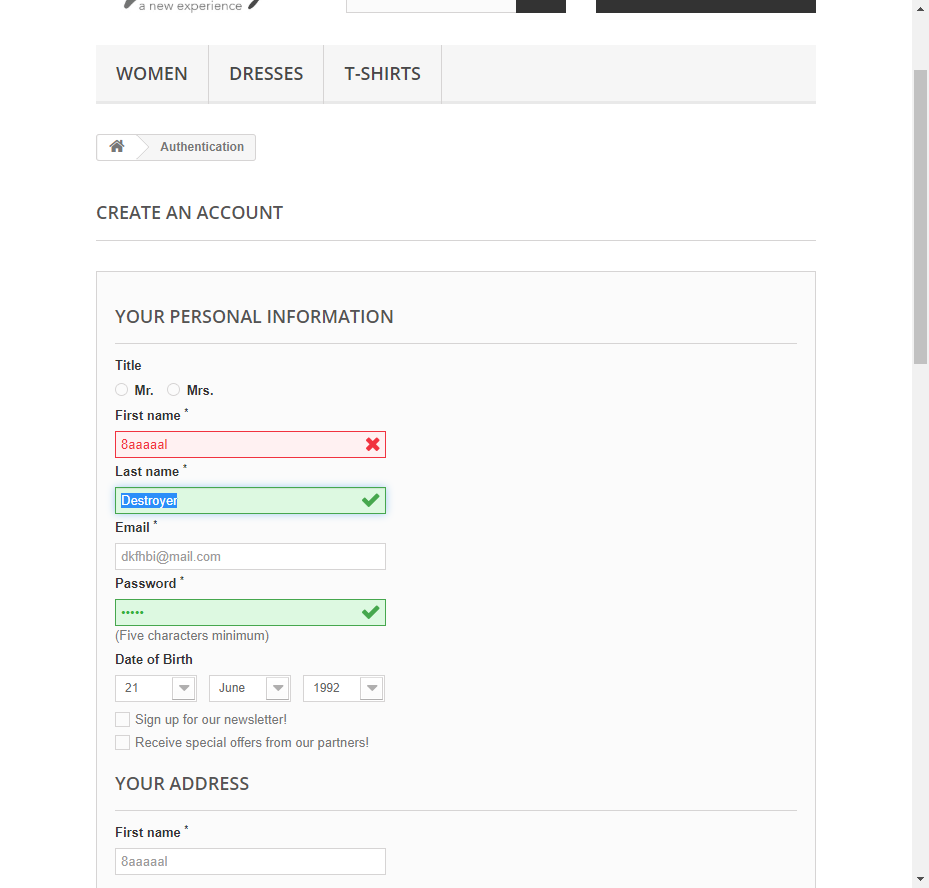 a new experience
WOMEN DRESSES T-SHIRTS
Authentication
CREATE AN ACCOUNT
YOUR PERSONAL INFORMATION
Title
Mr. Mrs.
First name *
8aaaaal
Last name *
Destroyer
Email *
dkfhbi@mail.com
Password *
•••••
(Five characters minimum)
Date of Birth
21 June 1992
Sign up for our newsletter!
Receive special offers from our partners!
YOUR ADDRESS
First name *
8aaaaal